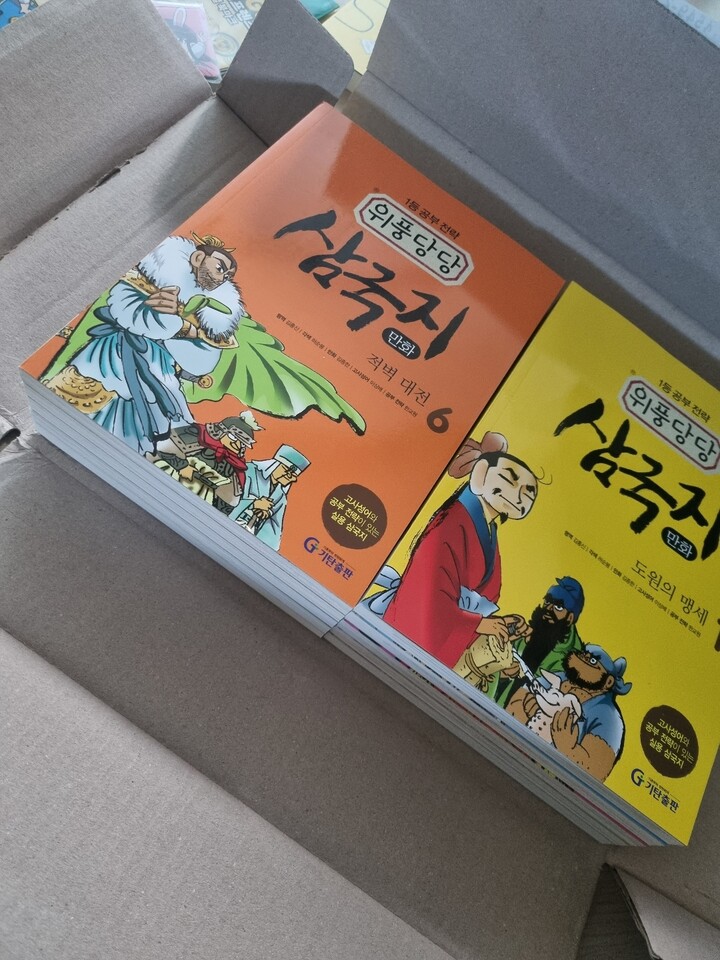 1등 공부 전략
위풍당당
삼국지
만화
적벽 대전 6
고사성어와
공부 전략이 있는
실용 삼국지
기탄출판
1등 공부 전략
위풍당당
삼국지
만화
도원의 맹세
고사성어와
공부 전략이 있는
실용 삼국지
기탄출판